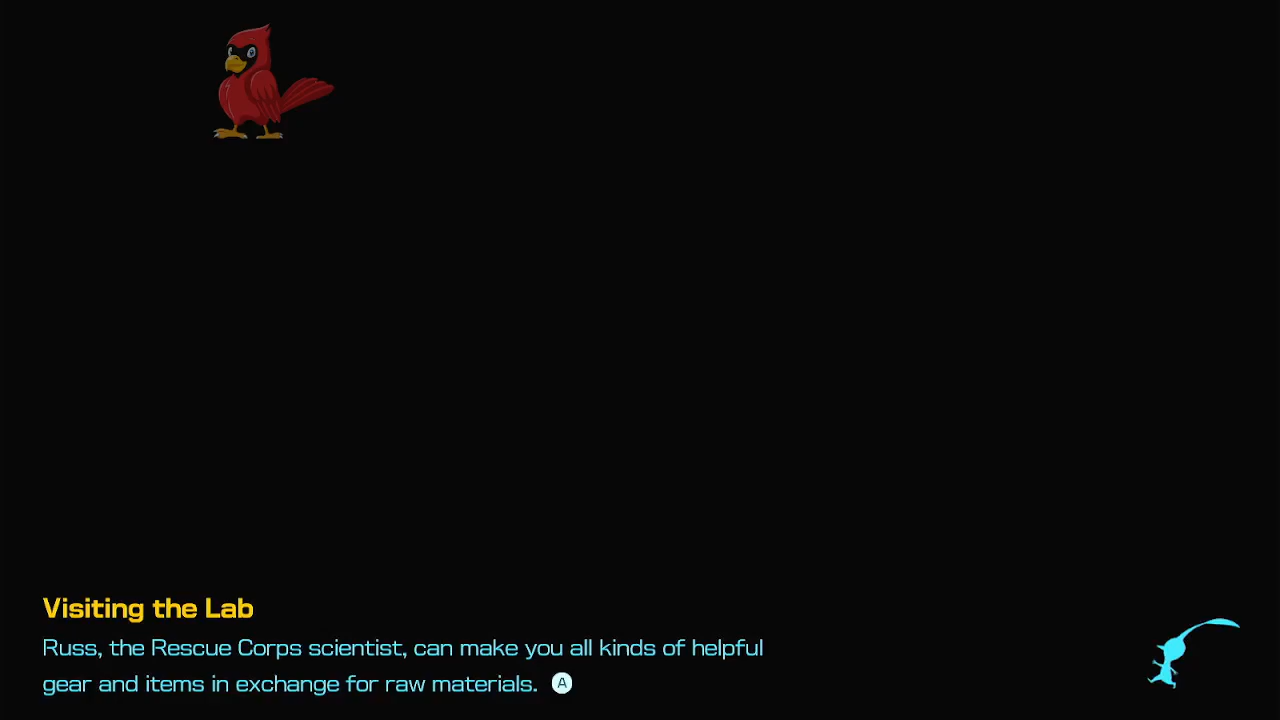 Visiting the Lab
Russ, the Rescue Corps scientist, can make you all kinds of helpful
gear and items in exchange for raw materials. A